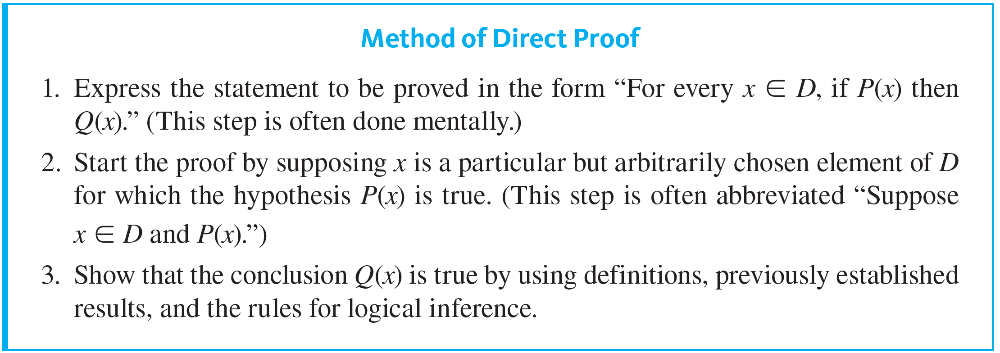 Method of Direct Proof
1. Express the statement to be proved in the form “For every x ∈ D, if P(x) then
Q(x).” (This step is often done mentally.)
2. Start the proof by supposing x is a particular but arbitrarily chosen element of D
for which the hypothesis P(x) is true. (This step is often abbreviated “Suppose
x ∈ D and P(x).”)
3. Show that the conclusion Q(x) is true by using definitions, previously established
results, and the rules for logical inference.